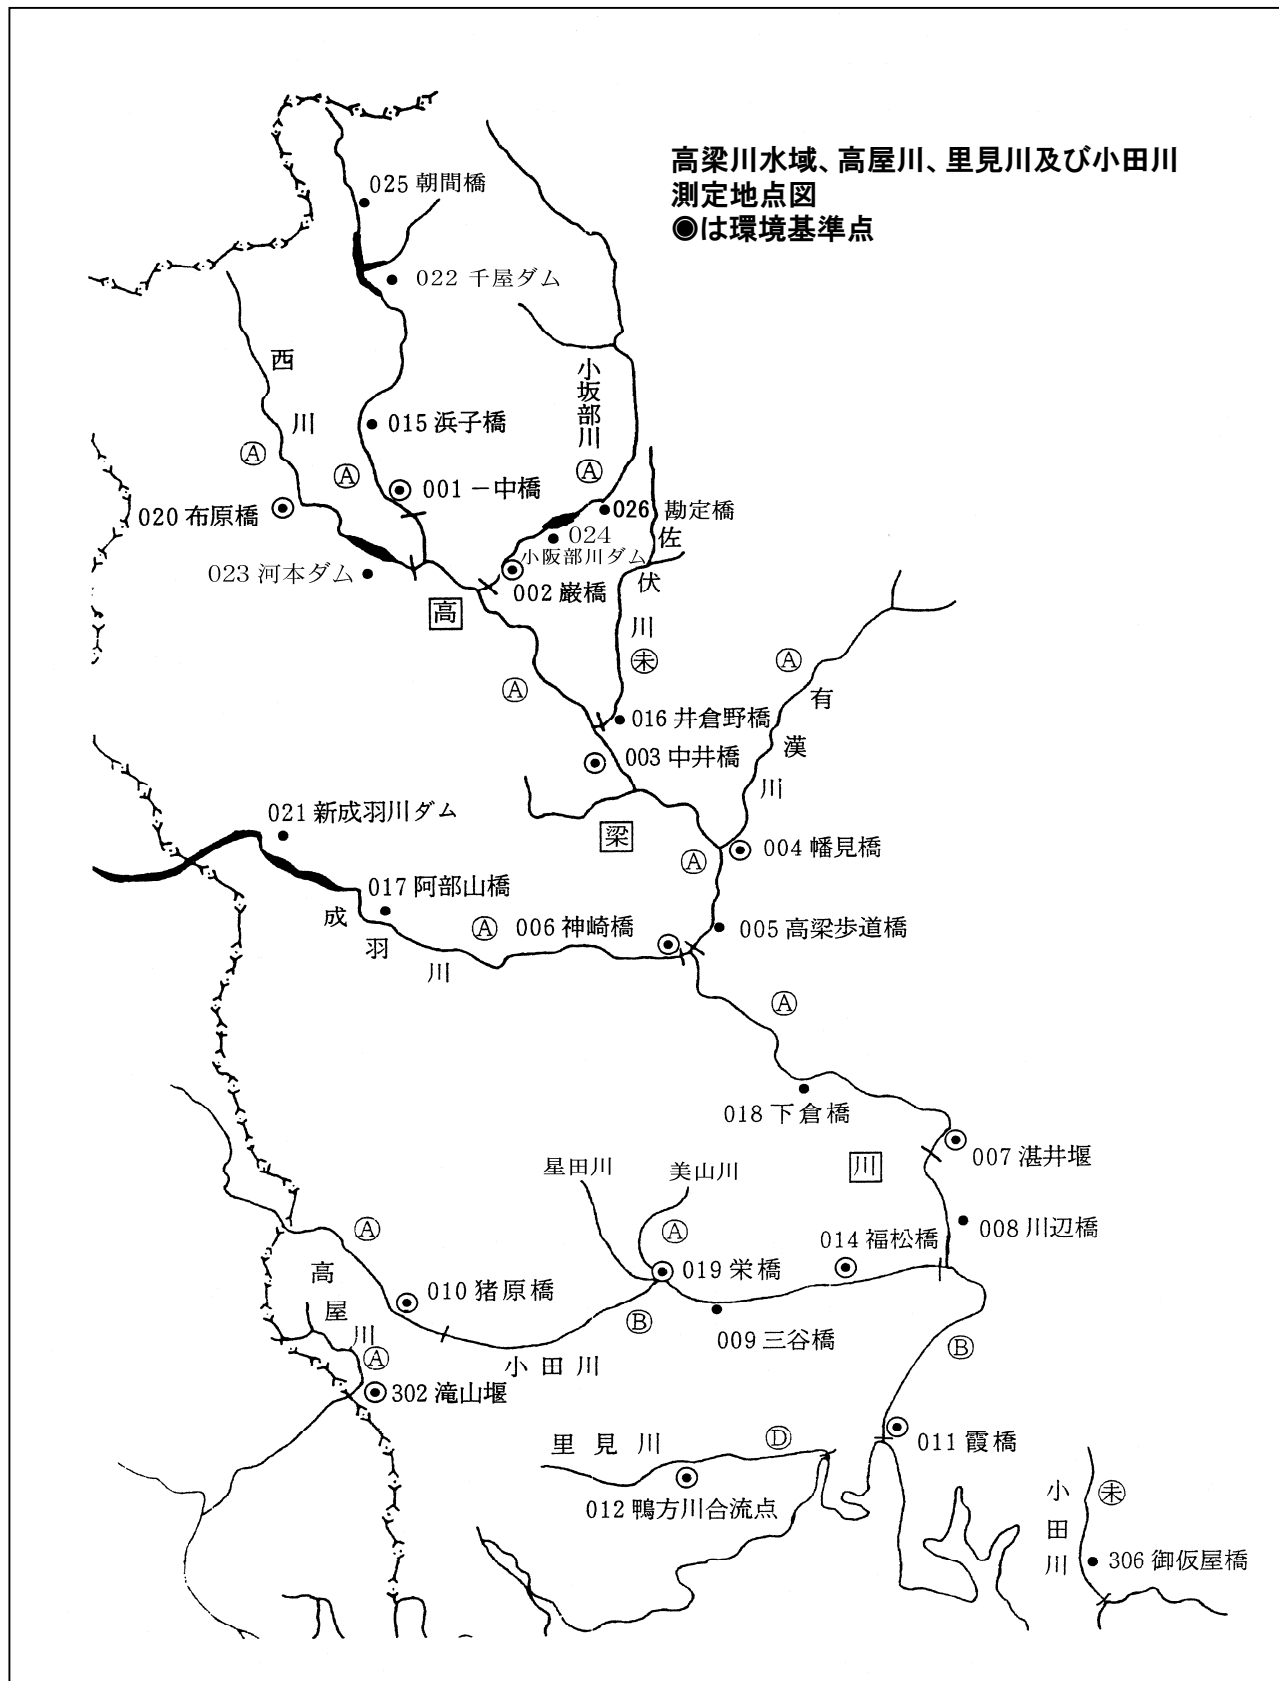 高梁川水域、高屋川、里見川及び小田川
測定地点図
◉は環境基準点
025 朝間橋
022 千屋ダム
西川
小坂部川
015 浜子橋
Ⓐ
Ⓐ
Ⓐ
001 一中橋
020 布原橋
026 勘定橋
024
小阪部川ダム
佐伏川
023 河本ダム
002 巌橋
高
㊍
Ⓐ
Ⓐ
有漢川
016 井倉野橋
003 中井橋
021 新成羽川ダム
梁
004 幡見橋
Ⓐ
017 阿部山橋
成羽川
Ⓐ
006 神崎橋
005 高梁歩道橋
Ⓐ
018 下倉橋
007 湛井堰
川
星田川
美山川
Ⓐ
Ⓐ
008 川辺橋
014 福松橋
019 栄橋
高屋川
010 猪原橋
Ⓑ
009 三谷橋
Ⓑ
Ⓐ
小田川
302 滝山堰
里見川
Ⓓ
011 霞橋
012 鴨方川合流点
小田川
未
306 御仮屋橋